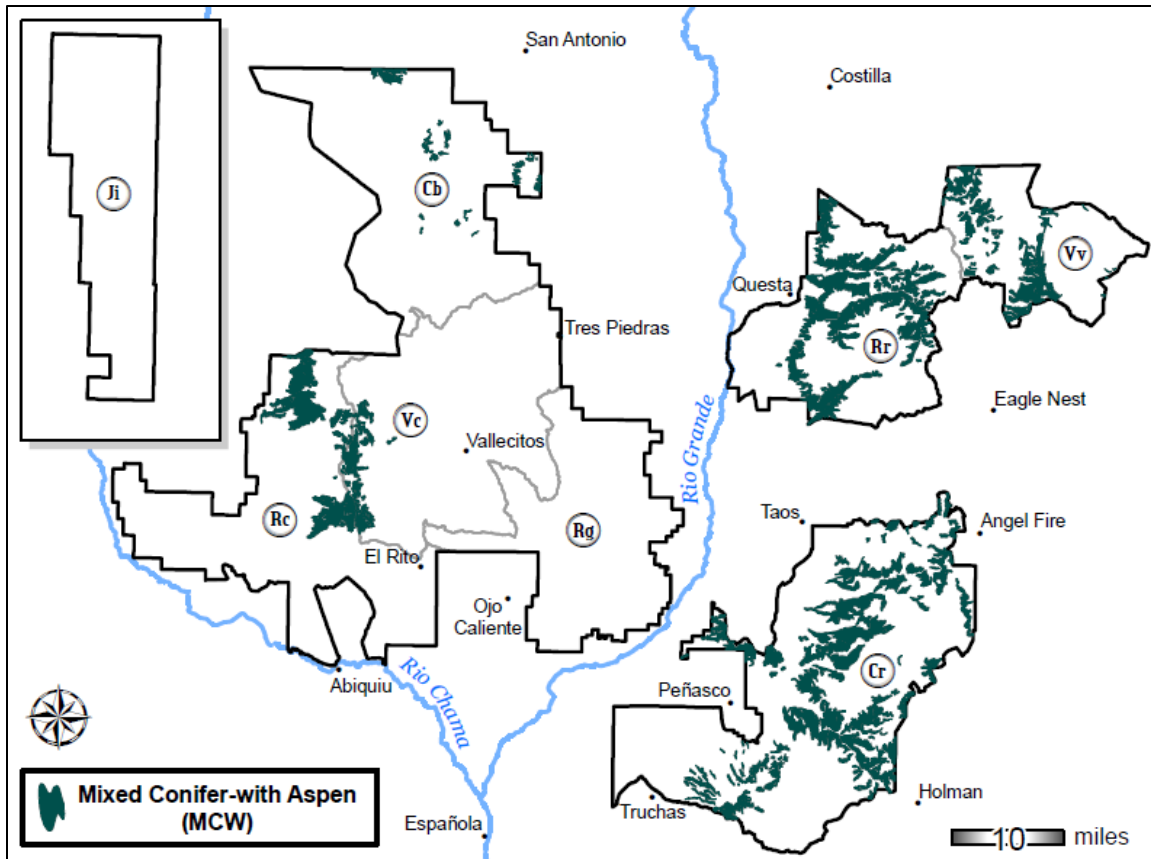 San Antonio
Costilla
Ji
Cb
Vv
Questa
Tres Piedras
Rr
Eagle Nest
Vc
Vallecitos
Rio Grande
Rc
Rg
Taos
Angel Fire
El Rito
Ojo
Caliente
Cr
Abiquiu
Rio Chama
Peñasco
Mixed Conifer-with Aspen
(MCW)
Truchas
Holman
Española
10 miles